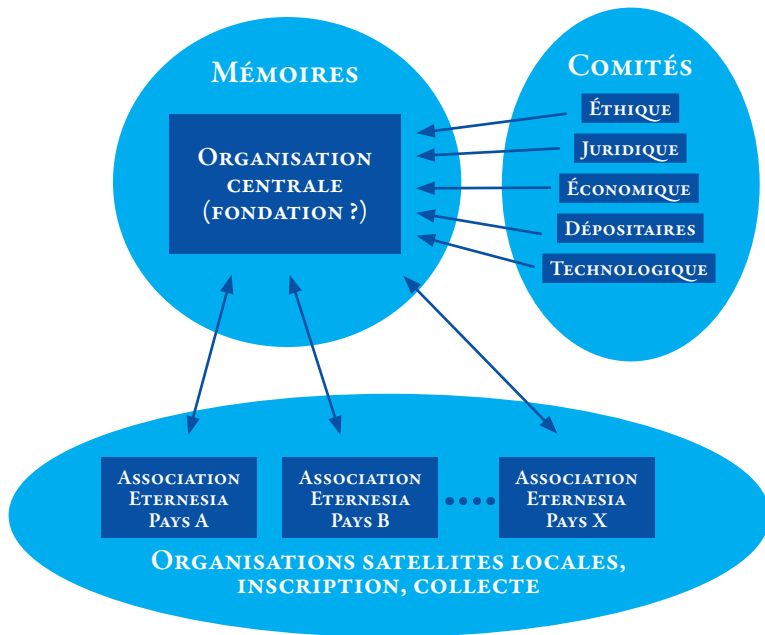 Mémoires
Organisation
centrale
(fondation ?)
Comités
Éthique
Juridique
Économique
Dépositaires
Technologique
Association
Eternesia
Pays A
Association
Eternesia
Pays B
Association
Eternesia
Pays X
Organisations satellites locales,
inscription, collecte